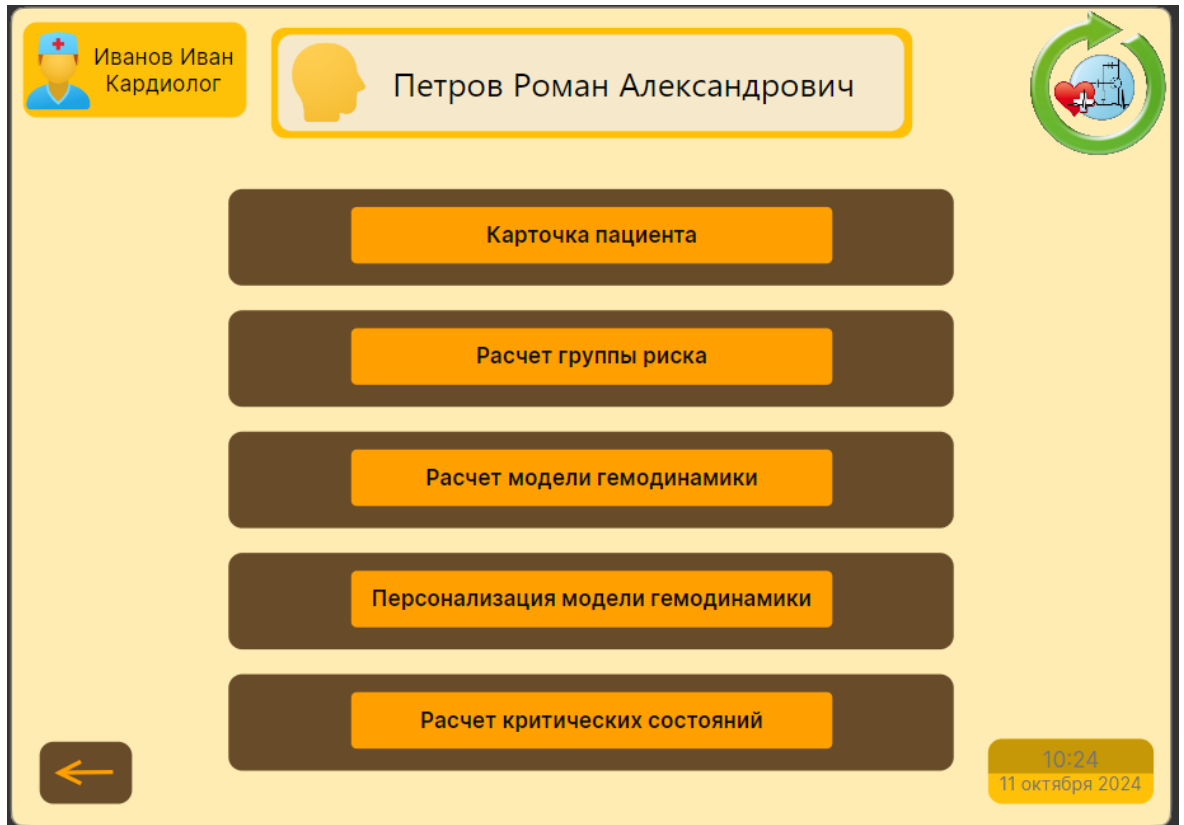 Иванов Иван
Кардиолог
Петров Роман Александрович
Карточка пациента
Расчет группы риска
Расчет модели гемодинамики
Персонализация модели гемодинамики
Расчет критических состояний
10:24
11 октября 2024